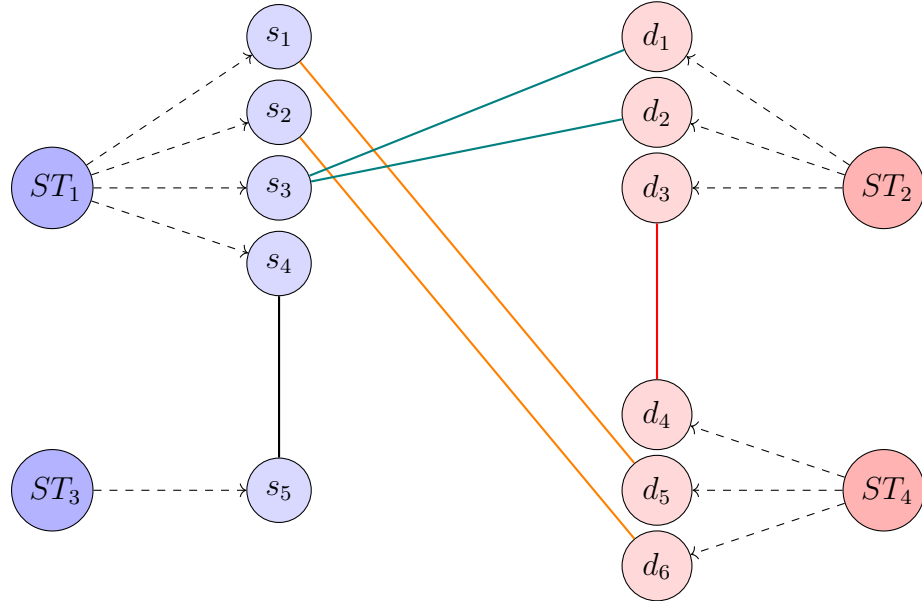 s₁
s₂
s₃
s₄
s₅
ST₁
ST₃
d₁
d₂
d₃
d₄
d₅
d₆
ST₂
ST₄